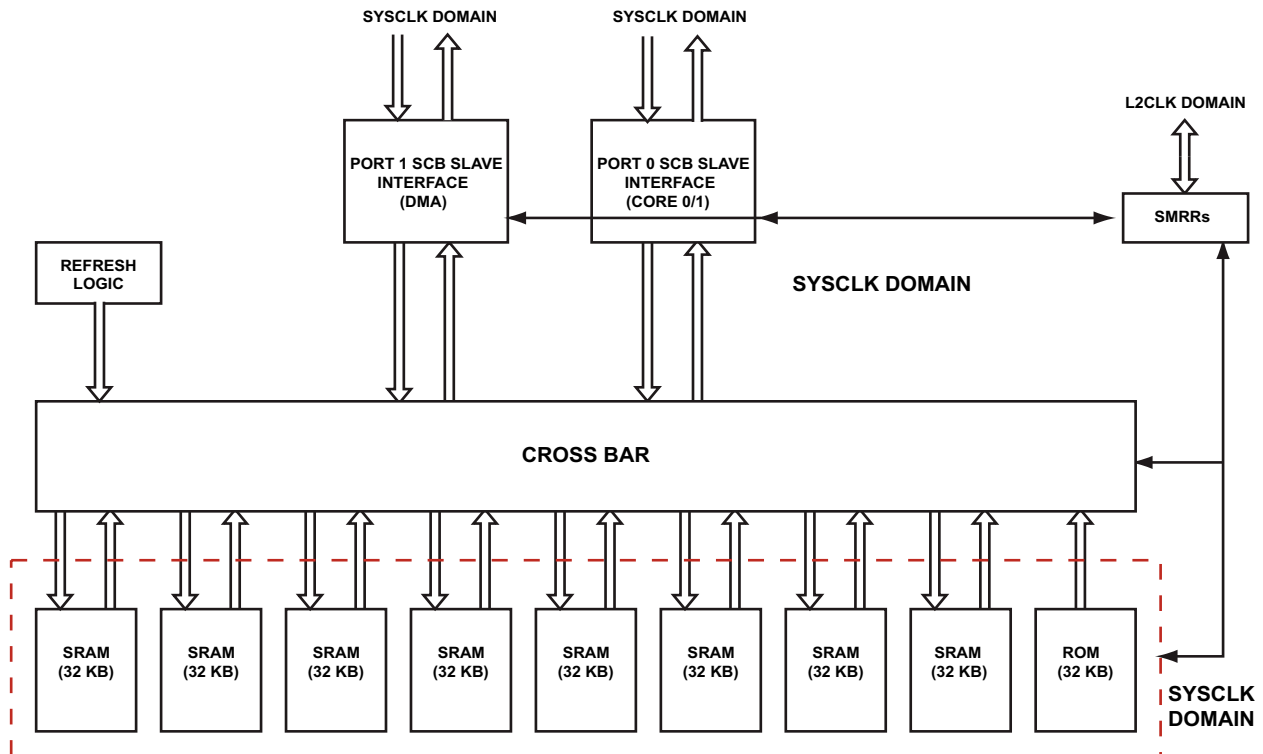 SYSCLK DOMAIN
SYSCLK DOMAIN
L2CLK DOMAIN
PORT 1 SCB SLAVE
INTERFACE
(DMA)
PORT 0 SCB SLAVE
INTERFACE
(CORE 0/1)
SMRRs
REFRESH
LOGIC
SYSCLK DOMAIN
CROSS BAR
SRAM
(32 KB)
SRAM
(32 KB)
SRAM
(32 KB)
SRAM
(32 KB)
SRAM
(32 KB)
SRAM
(32 KB)
SRAM
(32 KB)
SRAM
(32 KB)
ROM
(32 KB)
SYSCLK
DOMAIN